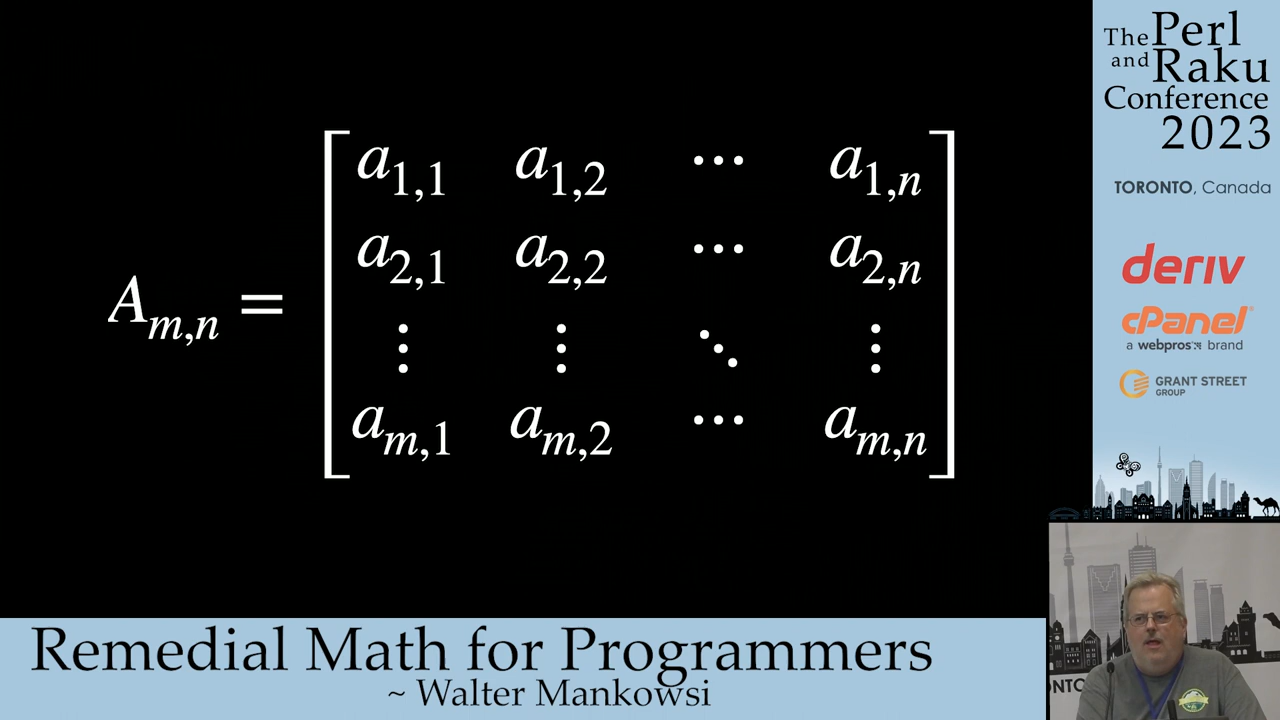 A_{m,n} = [
a_{1,1} a_{1,2} ⋯ a_{1,n}
a_{2,1} a_{2,2} ⋯ a_{2,n}
⋮ ⋮ ⋱ ⋮
a_{m,1} a_{m,2} ⋯ a_{m,n}
]
The Perl
and Raku
Conference
2023
TORONTO, Canada
deriv
cPanel®
a webpros brand
GRANT STREET
GROUP
Remedial Math for Programmers
~ Walter Mankowsi